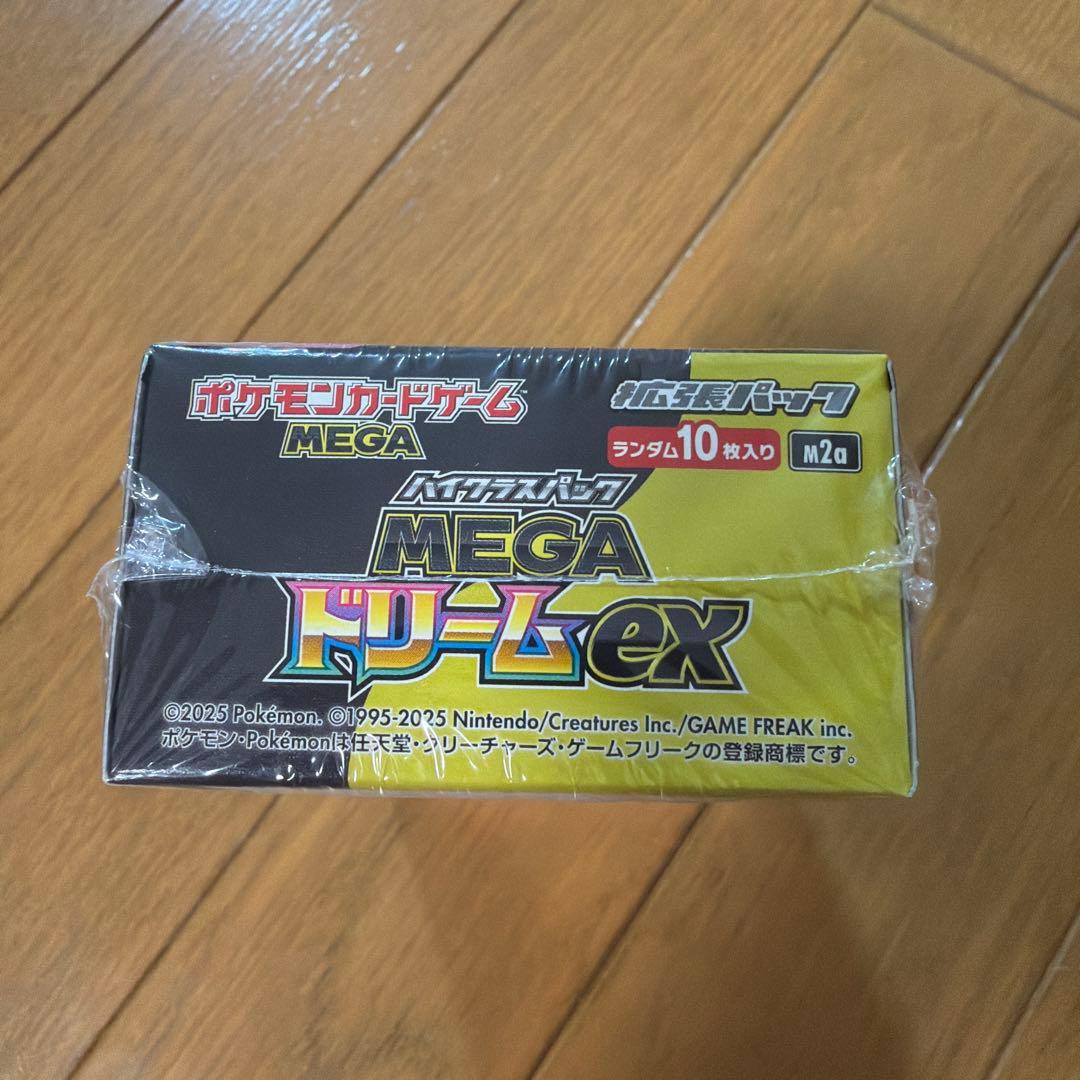 ポケモンカードゲーム™
MEGA
拡張パック
ランダム10枚入り
M2a
ハイクラスパック
MEGA
ドリームex
©2025 Pokémon. ©1995-2025 Nintendo/Creatures Inc./GAME FREAK inc.
ポケモン・Pokémonは任天堂・クリーチャーズ・ゲームフリークの登録商標です。